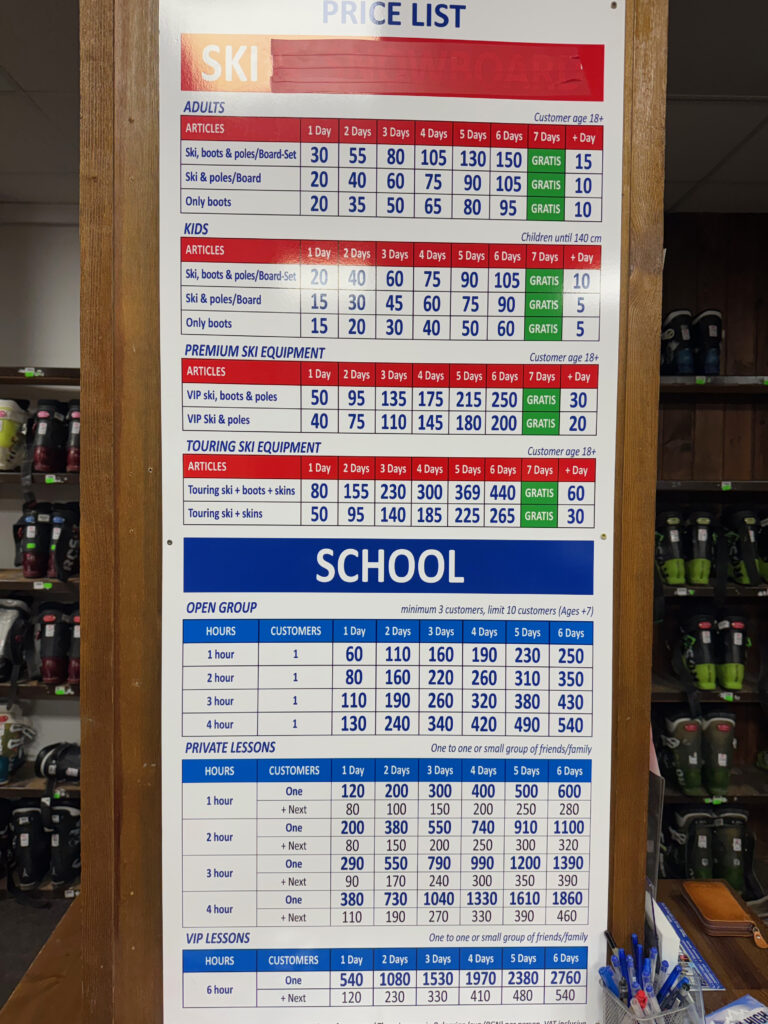 PRICE LIST
SKI
ADULTS Customer age 18+
ARTICLES 1 Day 2 Days 3 Days 4 Days 5 Days 6 Days 7 Days + Day
Ski, boots & poles/Board-Set 30 55 80 105 130 150 GRATIS 15
Ski & poles/Board 20 40 60 75 90 105 GRATIS 10
Only boots 20 35 50 65 80 95 GRATIS 10
KIDS Children until 140 cm
ARTICLES 1 Day 2 Days 3 Days 4 Days 5 Days 6 Days 7 Days + Day
Ski, boots & poles/Board-Set 20 40 60 75 90 105 GRATIS 10
Ski & poles/Board 15 30 45 60 75 90 GRATIS 5
Only boots 15 20 30 40 50 60 GRATIS 5
PREMIUM SKI EQUIPMENT Customer age 18+
ARTICLES 1 Day 2 Days 3 Days 4 Days 5 Days 6 Days 7 Days + Day
VIP ski, boots & poles 50 95 135 175 215 250 GRATIS 30
VIP Ski & poles 40 75 110 145 180 200 GRATIS 20
TOURING SKI EQUIPMENT Customer age 18+
ARTICLES 1 Day 2 Days 3 Days 4 Days 5 Days 6 Days 7 Days + Day
Touring ski + boots + skins 80 155 230 300 369 440 GRATIS 60
Touring ski + skins 50 95 140 185 225 265 GRATIS 30
SCHOOL
OPEN GROUP minimum 3 customers, limit 10 customers (Ages +7)
HOURS CUSTOMERS 1 Day 2 Days 3 Days 4 Days 5 Days 6 Days
1 hour 1 60 110 160 190 230 250
2 hour 1 80 160 220 260 310 350
3 hour 1 110 190 260 320 380 430
4 hour 1 130 240 340 420 490 540
PRIVATE LESSONS One to one or small group of friends/family
HOURS CUSTOMERS 1 Day 2 Days 3 Days 4 Days 5 Days 6 Days
1 hour One 120 200 300 400 500 600
+ Next 80 100 150 200 250 280
2 hour One 200 380 550 740 910 1100
+ Next 80 150 200 250 300 320
3 hour One 290 550 790 990 1200 1390
+ Next 90 170 240 300 350 390
4 hour One 380 730 1040 1330 1610 1860
+ Next 110 190 270 330 390 460
VIP LESSONS One to one or small group of friends/family
HOURS CUSTOMERS 1 Day 2 Days 3 Days 4 Days 5 Days 6 Days
6 hour One 540 1080 1530 1970 2380 2760
+ Next 120 230 330 410 480 540